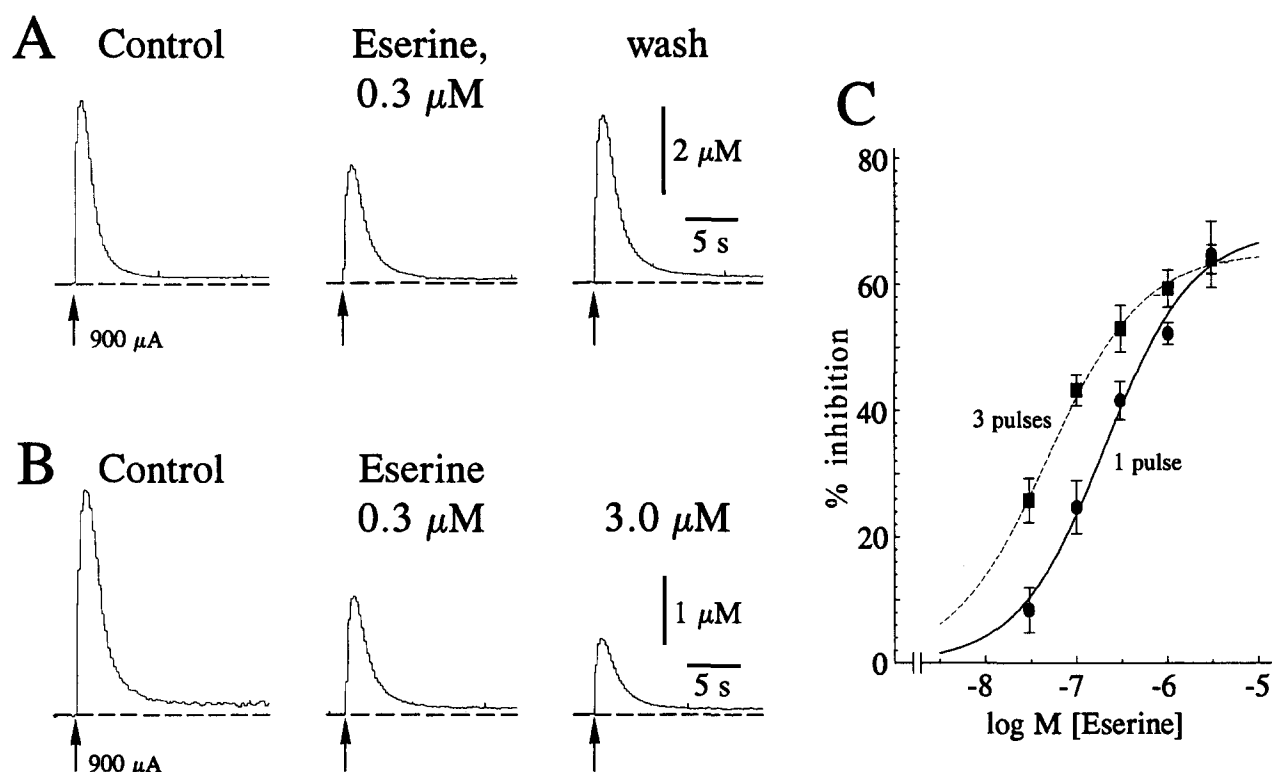 A
Control
Eserine,
0.3 μM
wash
2 μM
5 s
900 μA
B
Control
Eserine
0.3 μM
3.0 μM
1 μM
5 s
900 μA
C
% inhibition
80
60
40
20
0
3 pulses
1 pulse
-8 -7 -6 -5
log M [Eserine]